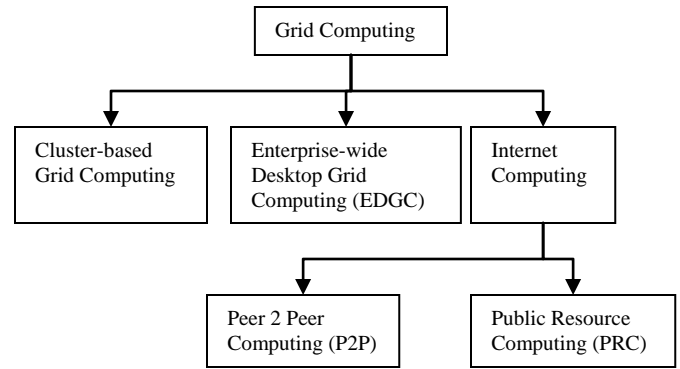 Grid Computing
Cluster-based
Grid Computing
Enterprise-wide
Desktop Grid
Computing (EDGC)
Internet
Computing
Peer 2 Peer
Computing (P2P)
Public Resource
Computing (PRC)